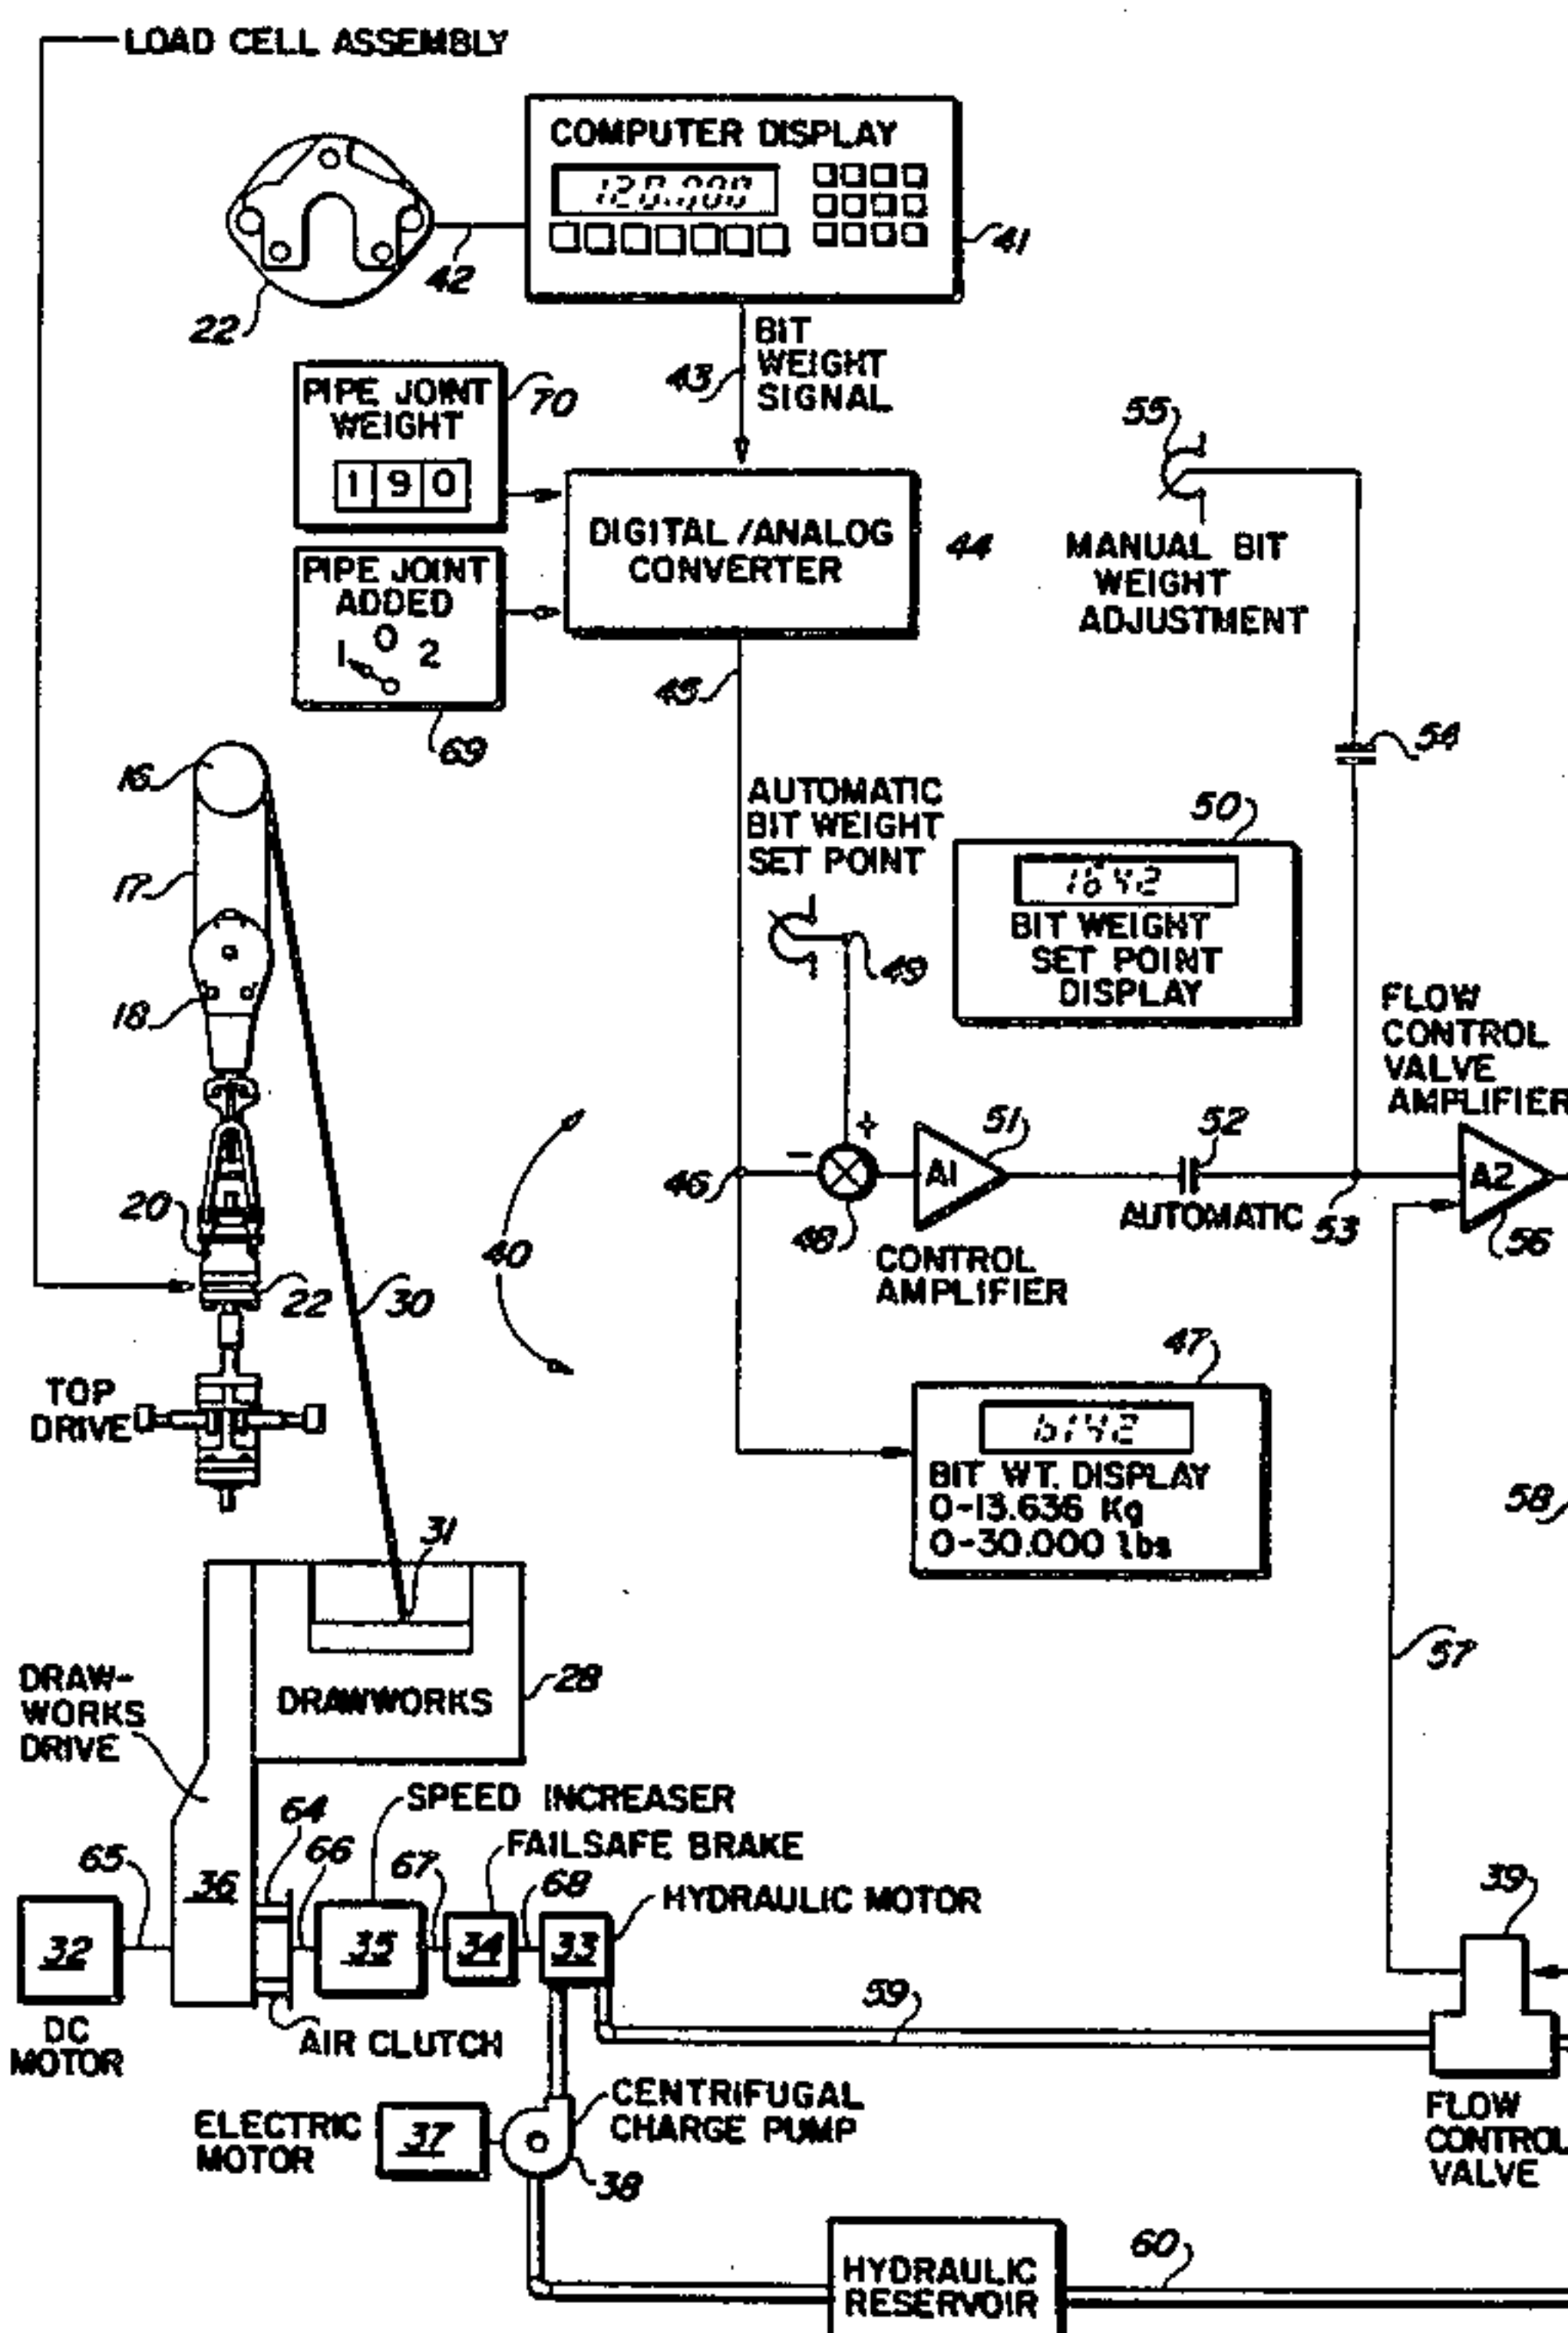 LOAD CELL ASSEMBLY
COMPUTER DISPLAY
120.000
41
42
22
BIT
WEIGHT
SIGNAL
43
PIPE JOINT
WEIGHT
190
70
DIGITAL/ANALOG
CONVERTER
44
PIPE JOINT
ADDED
1 0 2
69
45
55
MANUAL BIT
WEIGHT
ADJUSTMENT
54
16
17
18
AUTOMATIC
BIT WEIGHT
SET POINT
49
50
1642
BIT WEIGHT
SET POINT
DISPLAY
FLOW
CONTROL
VALVE
AMPLIFIER
20
22
30
40
46
-
+
48
A1
51
CONTROL
AMPLIFIER
52
AUTOMATIC
53
A2
56
TOP
DRIVE
47
6142
BIT WT. DISPLAY
0-13.636 Kg
0-30.000 lbs
58
57
31
DRAWWORKS
28
DRAW-
WORKS
DRIVE
SPEED INCREASER
FAILSAFE BRAKE
HYDRAULIC MOTOR
64
65
66
67
68
36
32
35
34
33
39
59
DC
MOTOR
AIR CLUTCH
CENTRIFUGAL
CHARGE PUMP
ELECTRIC
MOTOR
37
38
FLOW
CONTROL
VALVE
HYDRAULIC
RESERVOIR
60